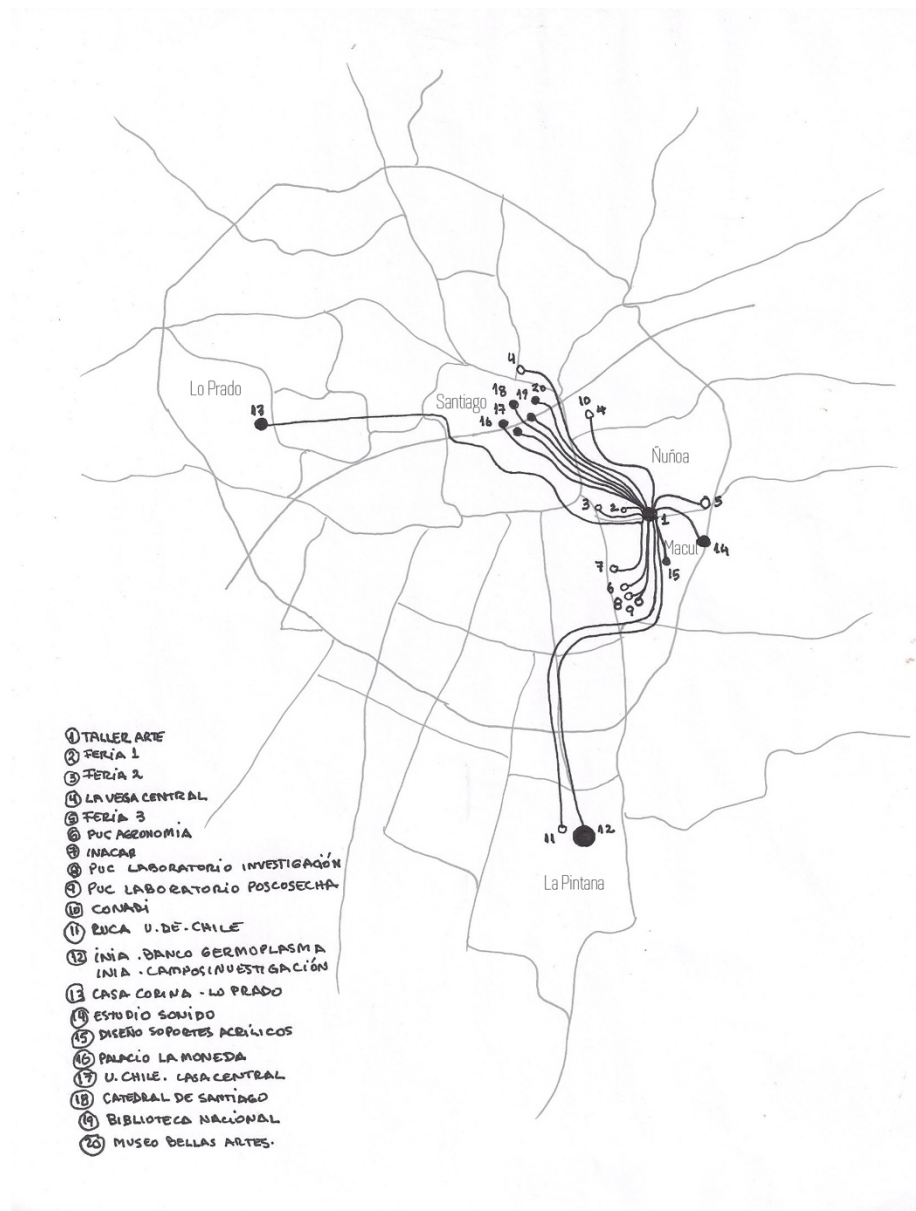 4
18
19
20
17
16
10
4
Lo Prado
Santiago
13
Ñuñoa
3
2
1
5
Macul
14
15
7
6
8
9
11
12
La Pintana
① TALLER ARTE
② FERIA 1
③ FERIA 2
④ LA VEGA CENTRAL
⑤ FERIA 3
⑥ PUC AGRONOMIA
⑦ INACAR
⑧ PUC LABORATORIO INVESTIGACIÓN
⑨ PUC LABORATORIO POSCOSECHA
⑩ CONADI
⑪ RUCA U. DE - CHILE
⑫ INIA . BANCO GERMOPLASMA
INIA . CAMPOS INVESTIGACIÓN
⑬ CASA CORINA - LO PRADO
⑭ ESTUDIO SONIDO
⑮ DISEÑO SOPORTES ACRÍLICOS
⑯ PALACIO LA MONEDA
⑰ U. CHILE. CASA CENTRAL
⑱ CATEDRAL DE SANTIAGO
⑲ BIBLIOTECA NACIONAL
⑳ MUSEO BELLAS ARTES.